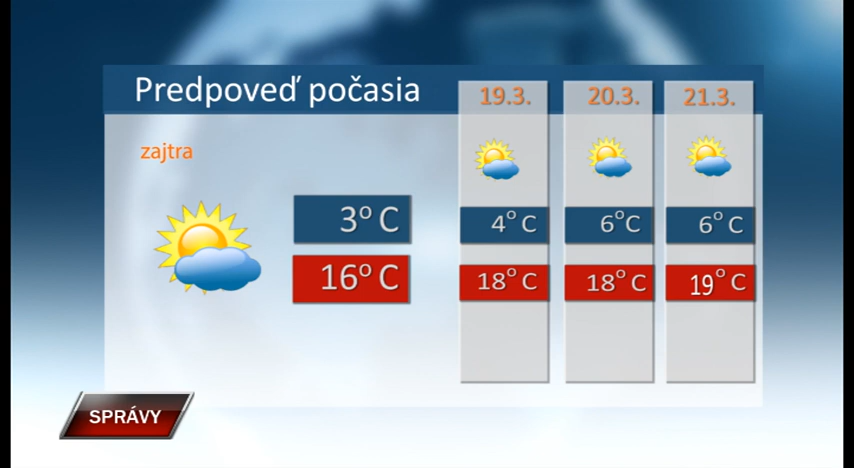 Predpoveď počasia
zajtra
3° C
16° C
19.3.
4° C
18° C
20.3.
6°C
18° C
21.3.
6° C
19° C
SPRÁVY